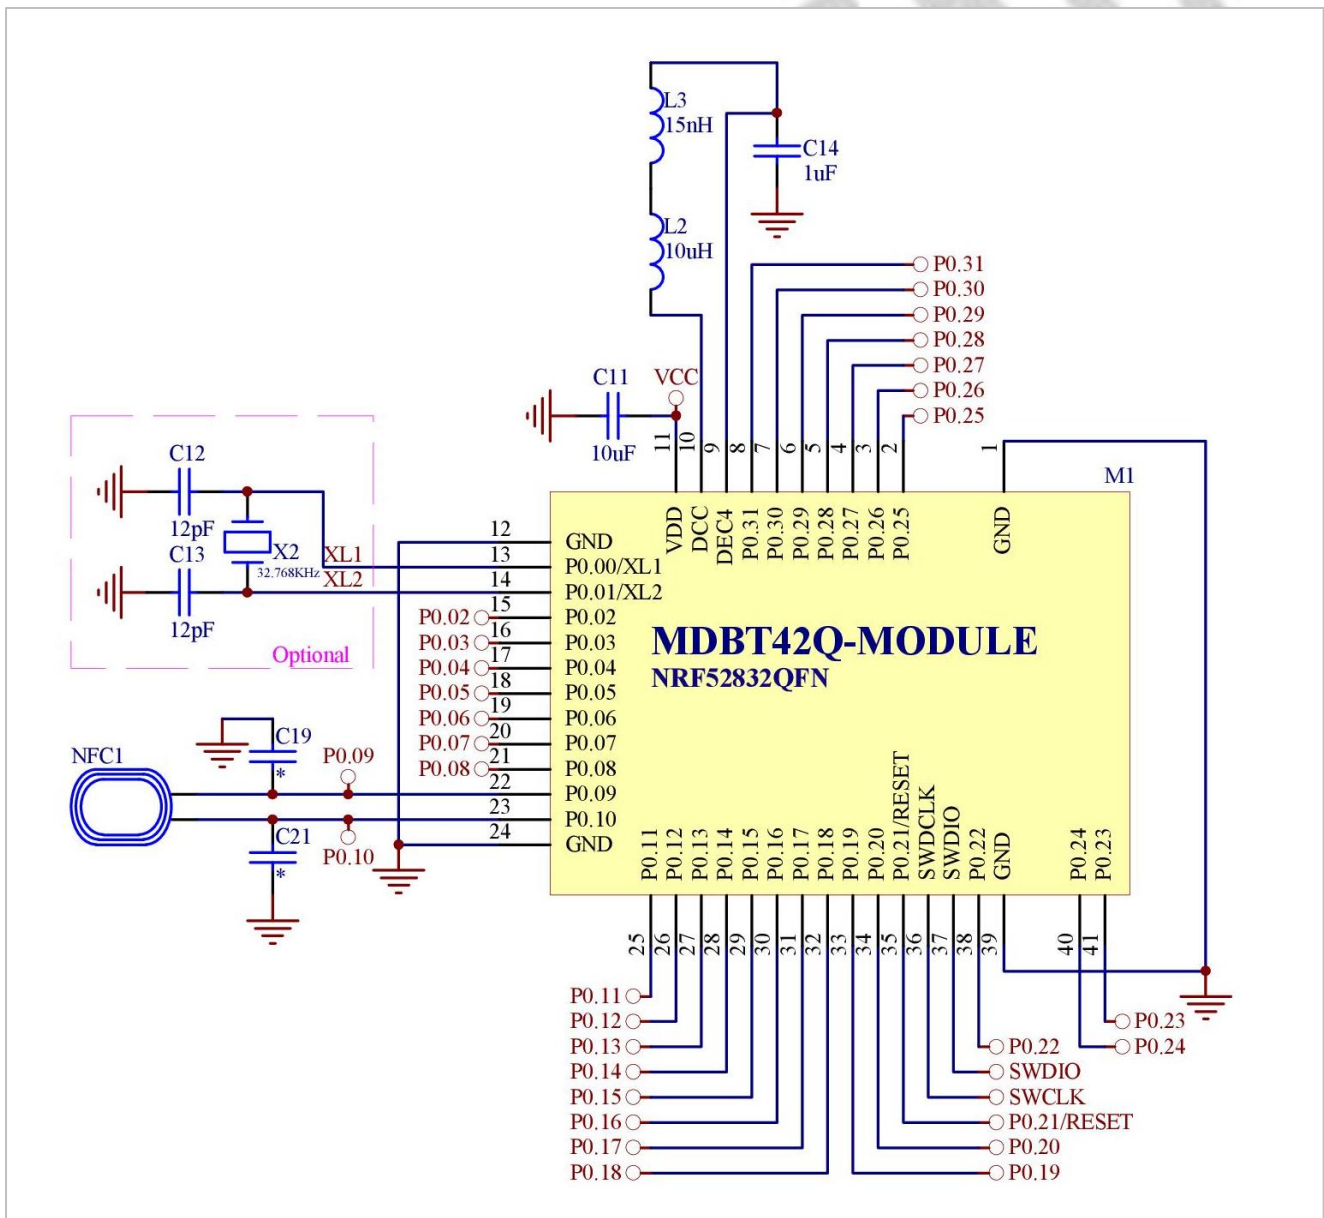 L3
15nH
C14
1uF
L2
10uH
P0.31
P0.30
P0.29
P0.28
P0.27
P0.26
P0.25
C11
VCC
10uF
11
10
9
8
7
6
5
4
3
2
1
M1
C12
12pF
C13
12pF
X2
32.768KHz
XL1
XL2
Optional
VDD
DCC
DEC4
P0.31
P0.30
P0.29
P0.28
P0.27
P0.26
P0.25
GND
12
GND
13
P0.00/XL1
14
P0.01/XL2
P0.02
15
P0.02
P0.03
16
P0.03
P0.04
17
P0.04
P0.05
18
P0.05
P0.06
19
P0.06
P0.07
20
P0.07
P0.08
21
P0.08
MDBT42Q-MODULE
NRF52832QFN
NFC1
C19
*
P0.09
22
P0.09
23
P0.10
24
GND
C21
*
P0.10
P0.11
P0.12
P0.13
P0.14
P0.15
P0.16
P0.17
P0.18
P0.19
P0.20
P0.21/RESET
SWDCLK
SWDIO
P0.22
GND
P0.24
P0.23
25
26
27
28
29
30
31
32
33
34
35
36
37
38
39
40
41
P0.11
P0.12
P0.13
P0.14
P0.15
P0.16
P0.17
P0.18
P0.23
P0.24
P0.22
SWDIO
SWCLK
P0.21/RESET
P0.20
P0.19